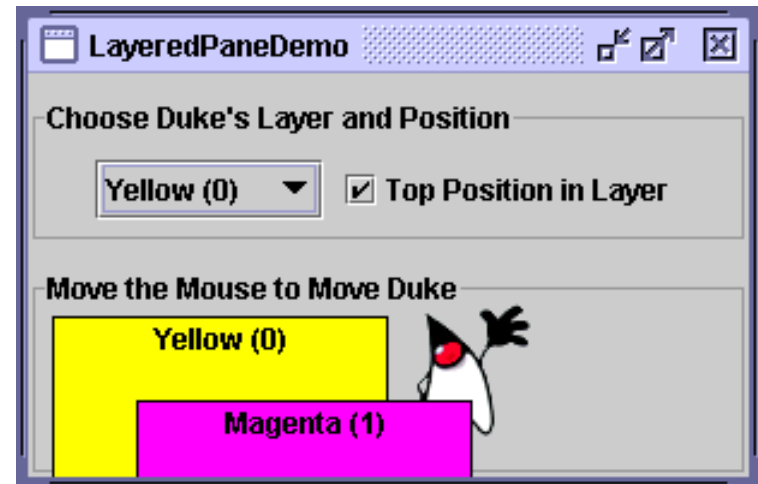 LayeredPaneDemo
Choose Duke's Layer and Position
Yellow (0) Top Position in Layer
Move the Mouse to Move Duke
Yellow (0)
Magenta (1)